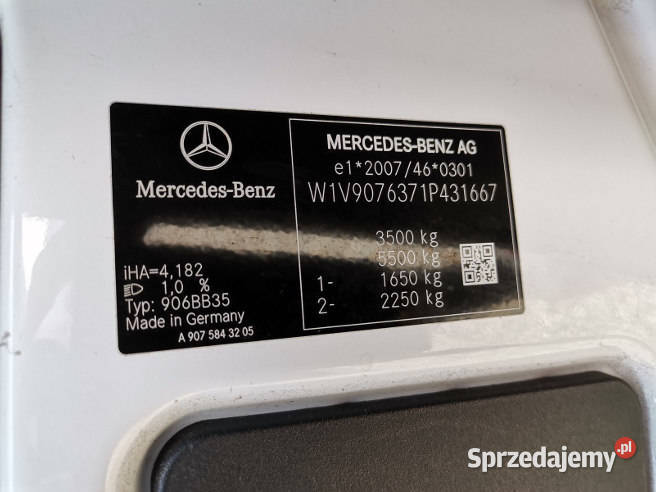 MERCEDES-BENZ AG
e1*2007/46*0301
W1V9076371P431667
Mercedes-Benz
3500 kg
5500 kg
1- 1650 kg
2- 2250 kg
iHA=4,182
1,0 %
Typ: 906BB35
Made in Germany
A 907 584 32 05
Sprzedajemy.pl